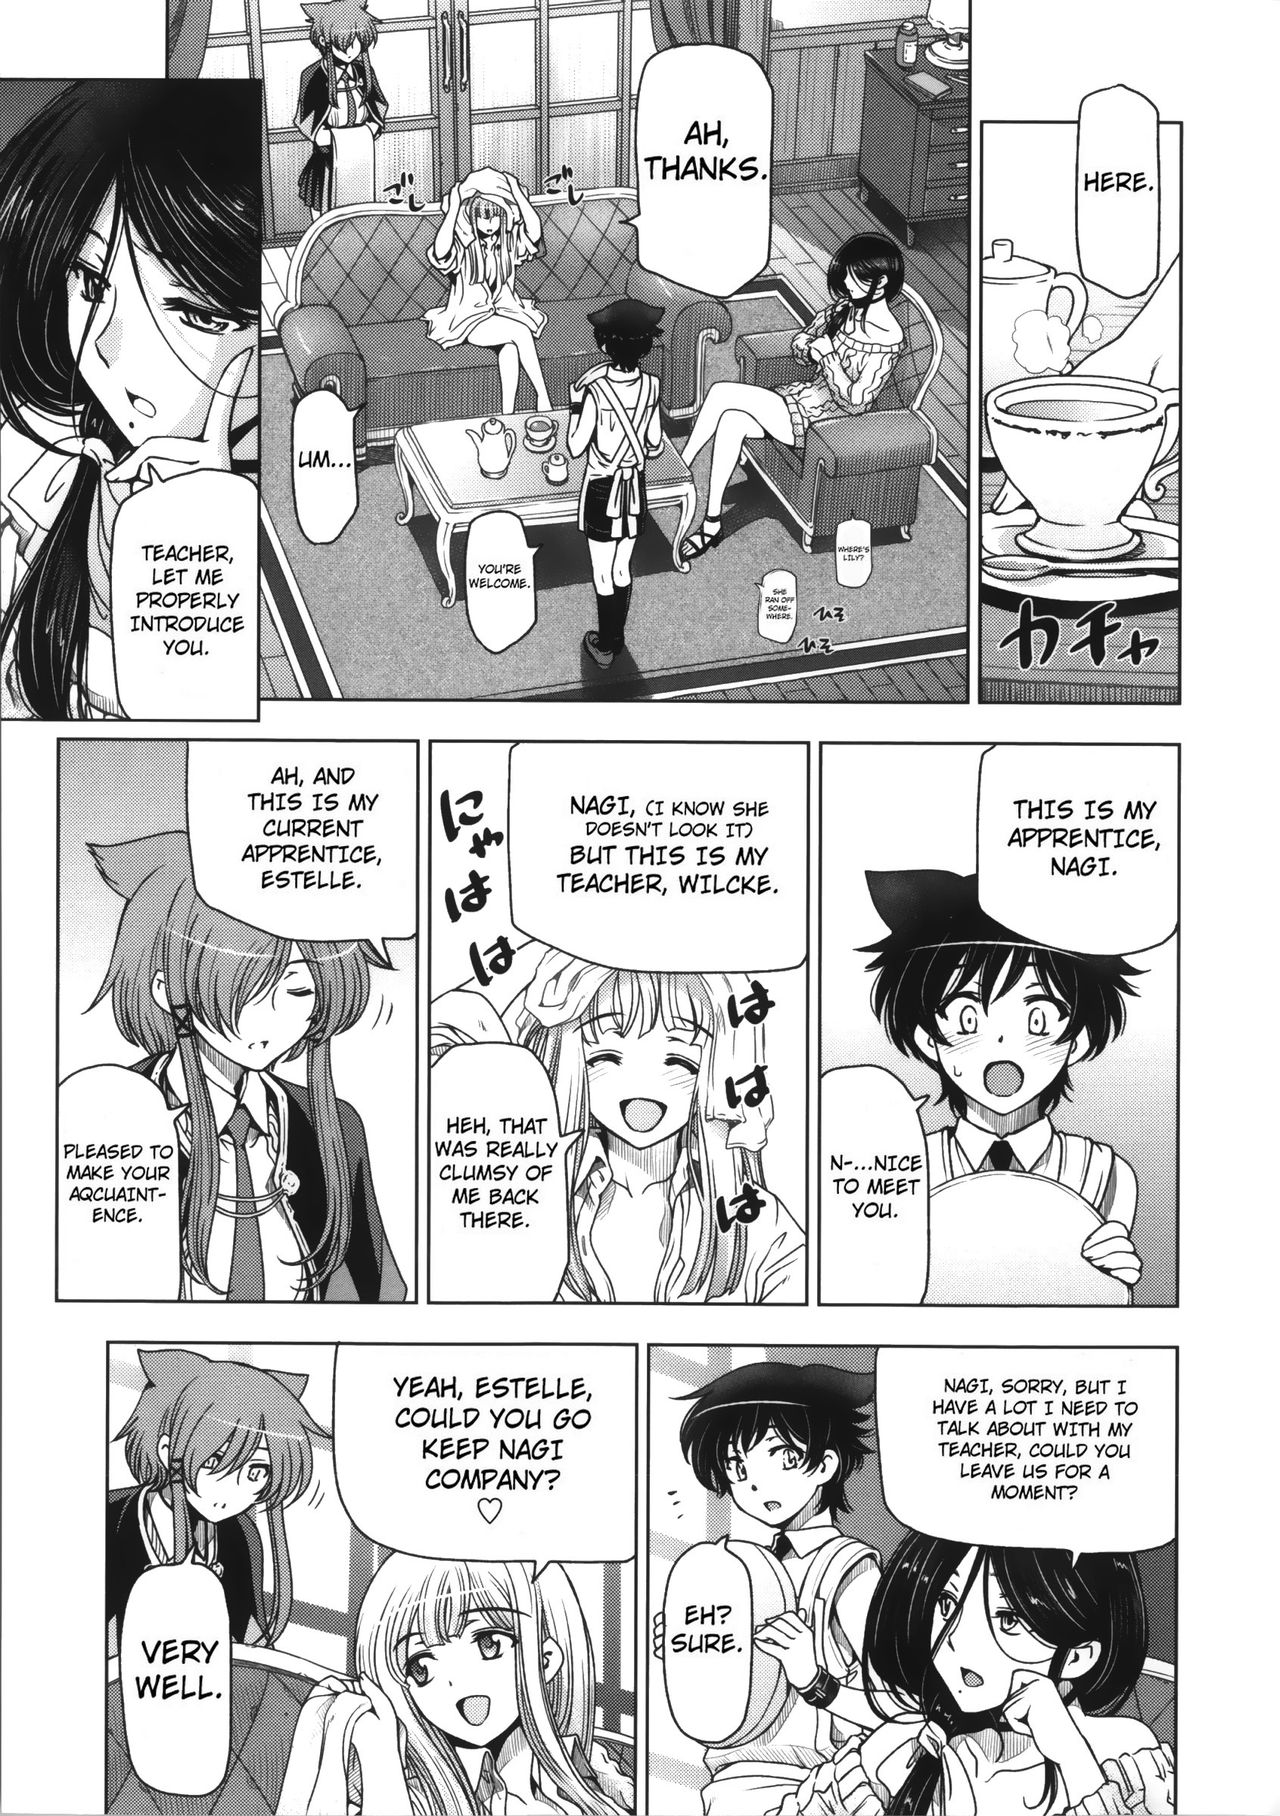 HERE.
カチャ
AH,
THANKS.
ごし
ごし
UM...
YOU'RE
WELCOME.
WHERE'S
LILY?
SHE
RAN OFF
SOME-
WHERE.
ひそ
ひそ
TEACHER,
LET ME
PROPERLY
INTRODUCE
YOU.
THIS IS MY
APPRENTICE,
NAGI.
N-...NICE
TO MEET
YOU.
NAGI, (I KNOW SHE
DOESN'T LOOK IT)
BUT THIS IS MY
TEACHER, WILCKE.
にゃははは
ははは
HEH, THAT
WAS REALLY
CLUMSY OF
ME BACK
THERE.
AH, AND
THIS IS MY
CURRENT
APPRENTICE,
ESTELLE.
PLEASED TO
MAKE YOUR
AQCUAINT-
ENCE.
NAGI, SORRY, BUT I
HAVE A LOT I NEED TO
TALK ABOUT WITH MY
TEACHER, COULD YOU
LEAVE US FOR A
MOMENT?
EH?
SURE.
YEAH, ESTELLE,
COULD YOU GO
KEEP NAGI
COMPANY?
♡
VERY
WELL.